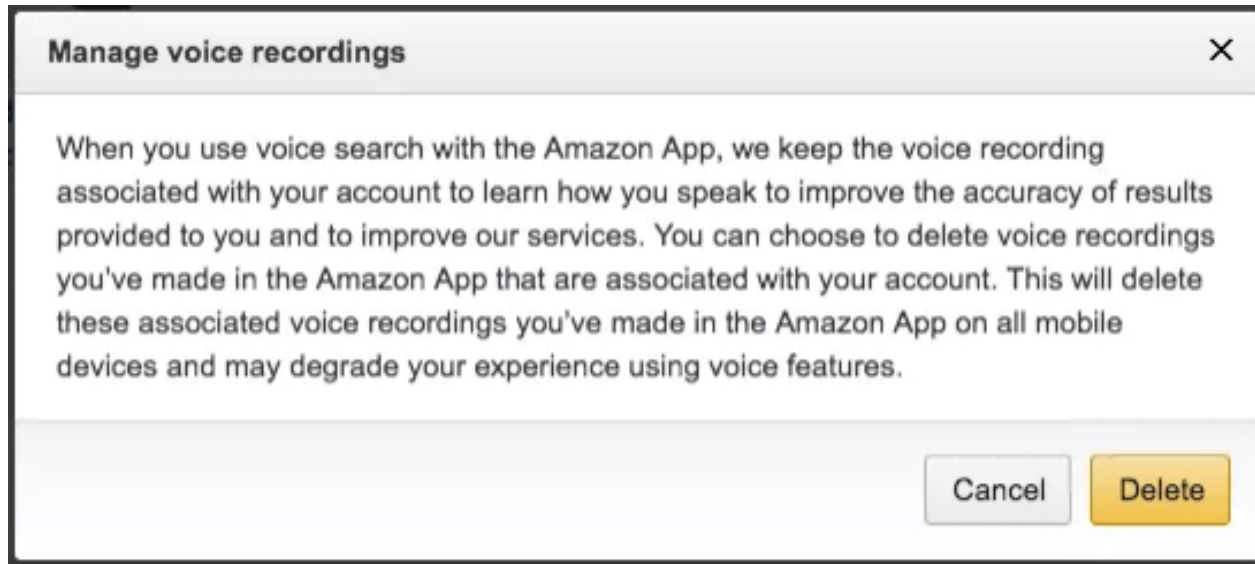 Manage voice recordings
When you use voice search with the Amazon App, we keep the voice recording
associated with your account to learn how you speak to improve the accuracy of results
provided to you and to improve our services. You can choose to delete voice recordings
you've made in the Amazon App that are associated with your account. This will delete
these associated voice recordings you've made in the Amazon App on all mobile
devices and may degrade your experience using voice features.
Cancel Delete